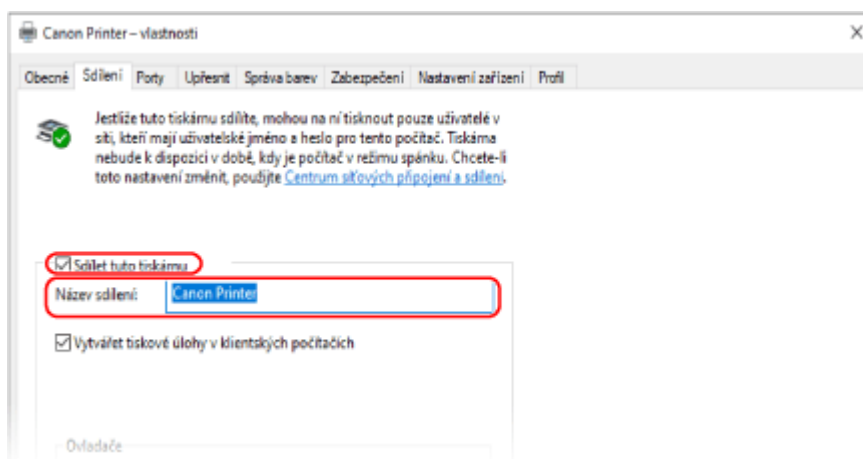 Canon Printer – vlastnosti
Obecné Sdílení Porty Upřesnit Správa barev Zabezpečení Nastavení zařízení Profil
Jestliže tuto tiskárnu sdílíte, mohou na ní tisknout pouze uživatelé v
síti, kteří mají uživatelské jméno a heslo pro tento počítač. Tiskárna
nebude k dispozici v době, kdy je počítač v režimu spánku. Chcete-li
toto nastavení změnit, použijte Centrum síťových připojení a sdílení.
Sdílet tuto tiskárnu
Název sdílení: Canon Printer
Vytvářet tiskové úlohy v klientských počítačích
Ovladače